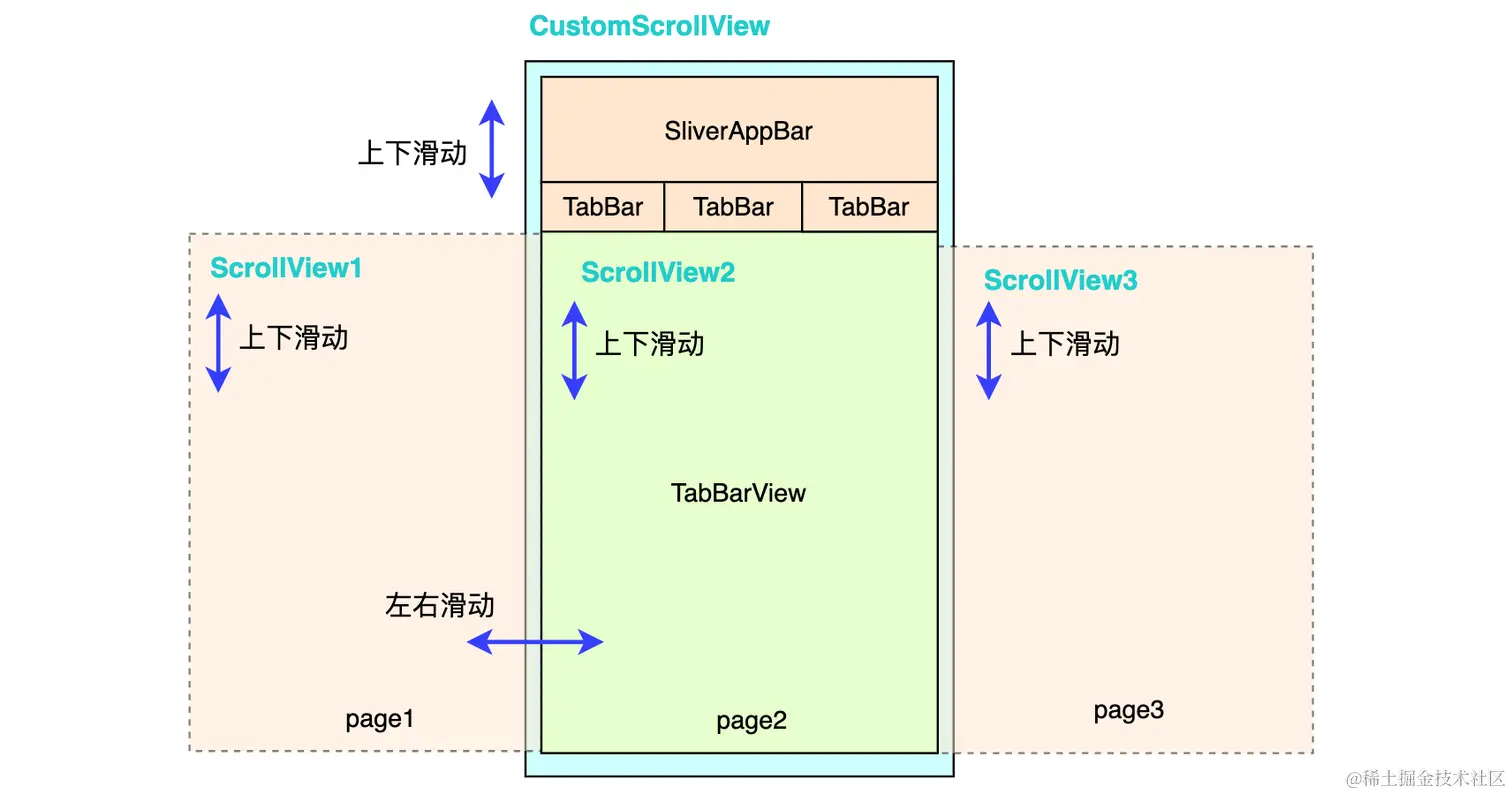 CustomScrollView
SliverAppBar
上下滑动
TabBar TabBar TabBar
ScrollView1
ScrollView2
ScrollView3
上下滑动
上下滑动
上下滑动
TabBarView
左右滑动
page1
page2
page3
@稀土掘金技术社区